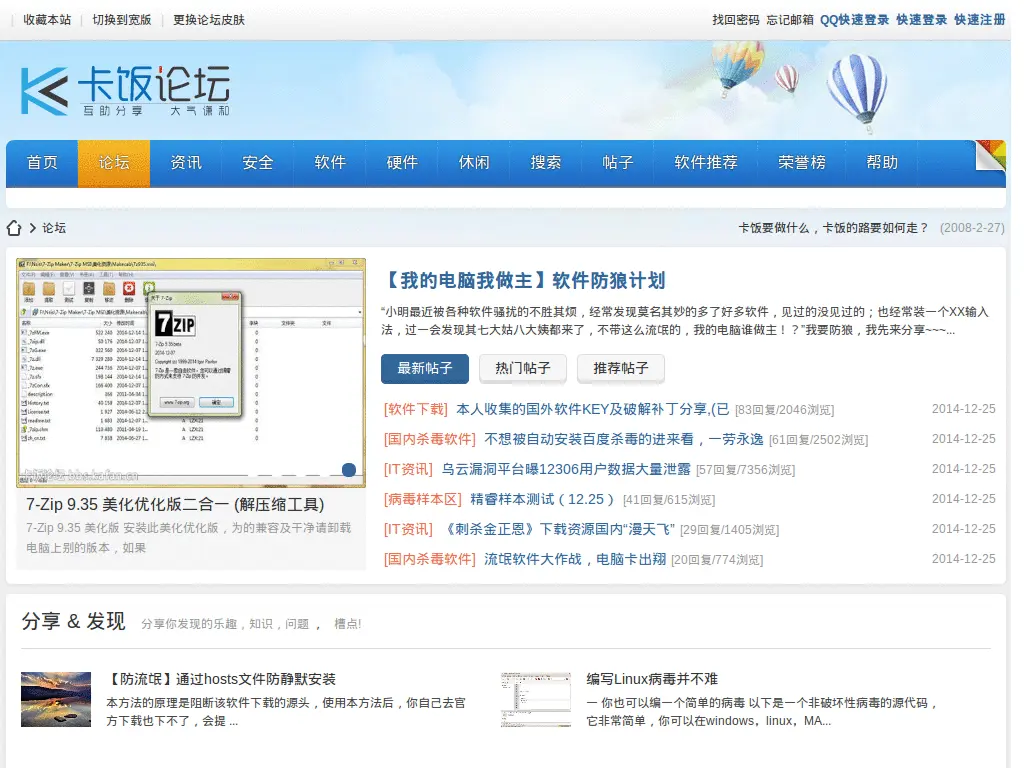 收藏本站 切换到宽版 更换论坛皮肤
找回密码 忘记邮箱 QQ快速登录 快速登录 快速注册
卡饭论坛
互助分享 大气谦和
首页 论坛 资讯 安全 软件 硬件 休闲 搜索 帖子 软件推荐 荣誉榜 帮助
论坛
卡饭要做什么，卡饭的路要如何走？ (2008-2-27)
关于 7-Zip
7ZIP
7-Zip 9.35 beta
2014-12-07
www.7-zip.org 确定
7-Zip 9.35 美化优化版二合一 (解压缩工具)
7-Zip 9.35 美化版 安装此美化优化版，为的兼容及干净请卸载
电脑上别的版本，如果
【我的电脑我做主】软件防狼计划
“小明最近被各种软件骚扰的不胜其烦，经常发现莫名其妙的多了好多软件，见过的没见过的；也经常装一个XX输入
法，过一会发现其七大姑八大姨都来了，不带这么流氓的，我的电脑谁做主！？”我要防狼，我先来分享~~~...
最新帖子 热门帖子 推荐帖子
[软件下载] 本人收集的国外软件KEY及破解补丁分享,(已 [83回复/2046浏览] 2014-12-25
[国内杀毒软件] 不想被自动安装百度杀毒的进来看，一劳永逸 [61回复/2502浏览] 2014-12-25
[IT资讯] 乌云漏洞平台曝12306用户数据大量泄露 [57回复/7356浏览] 2014-12-25
[病毒样本区] 精睿样本测试（12.25） [41回复/615浏览] 2014-12-25
[IT资讯] 《刺杀金正恩》下载资源国内“漫天飞” [29回复/1405浏览] 2014-12-25
[国内杀毒软件] 流氓软件大作战，电脑卡出翔 [20回复/774浏览] 2014-12-25
分享 & 发现 分享你发现的乐趣，知识，问题 ， 槽点!
【防流氓】通过hosts文件防静默安装
本方法的原理是阻断该软件下载的源头，使用本方法后，你自己去官
方下载也下不了，会提 ...
编写Linux病毒并不难
一 你也可以编一个简单的病毒 以下是一个非破坏性病毒的源代码，
它非常简单，你可以在windows，linux，MA...